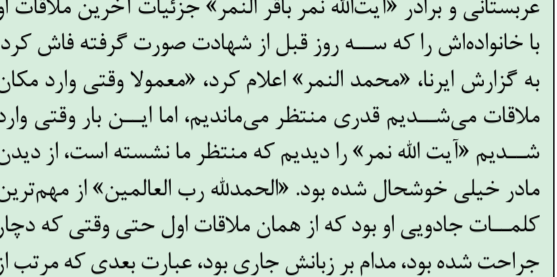 عربستانی و برادر «آیت‌الله نمر باقر النمر» جزئیات آخرین ملاقات او
با خانواده‌اش را که سه روز قبل از شهادت صورت گرفته فاش کرد.
به گزارش ایرنا، «محمد النمر» اعلام کرد، «معمولا وقتی وارد مکان
ملاقات می‌شدیم قدری منتظر می‌ماندیم، اما این بار وقتی وارد
شدیم «آیت الله نمر» را دیدیم که منتظر ما نشسته است، از دیدن
مادر خیلی خوشحال شده بود. «الحمدلله رب العالمین» از مهم‌ترین
کلمات جادویی او بود که از همان ملاقات اول حتی وقتی که دچار
جراحت شده بود، مدام بر زبانش جاری بود، عبارت بعدی که مرتب از